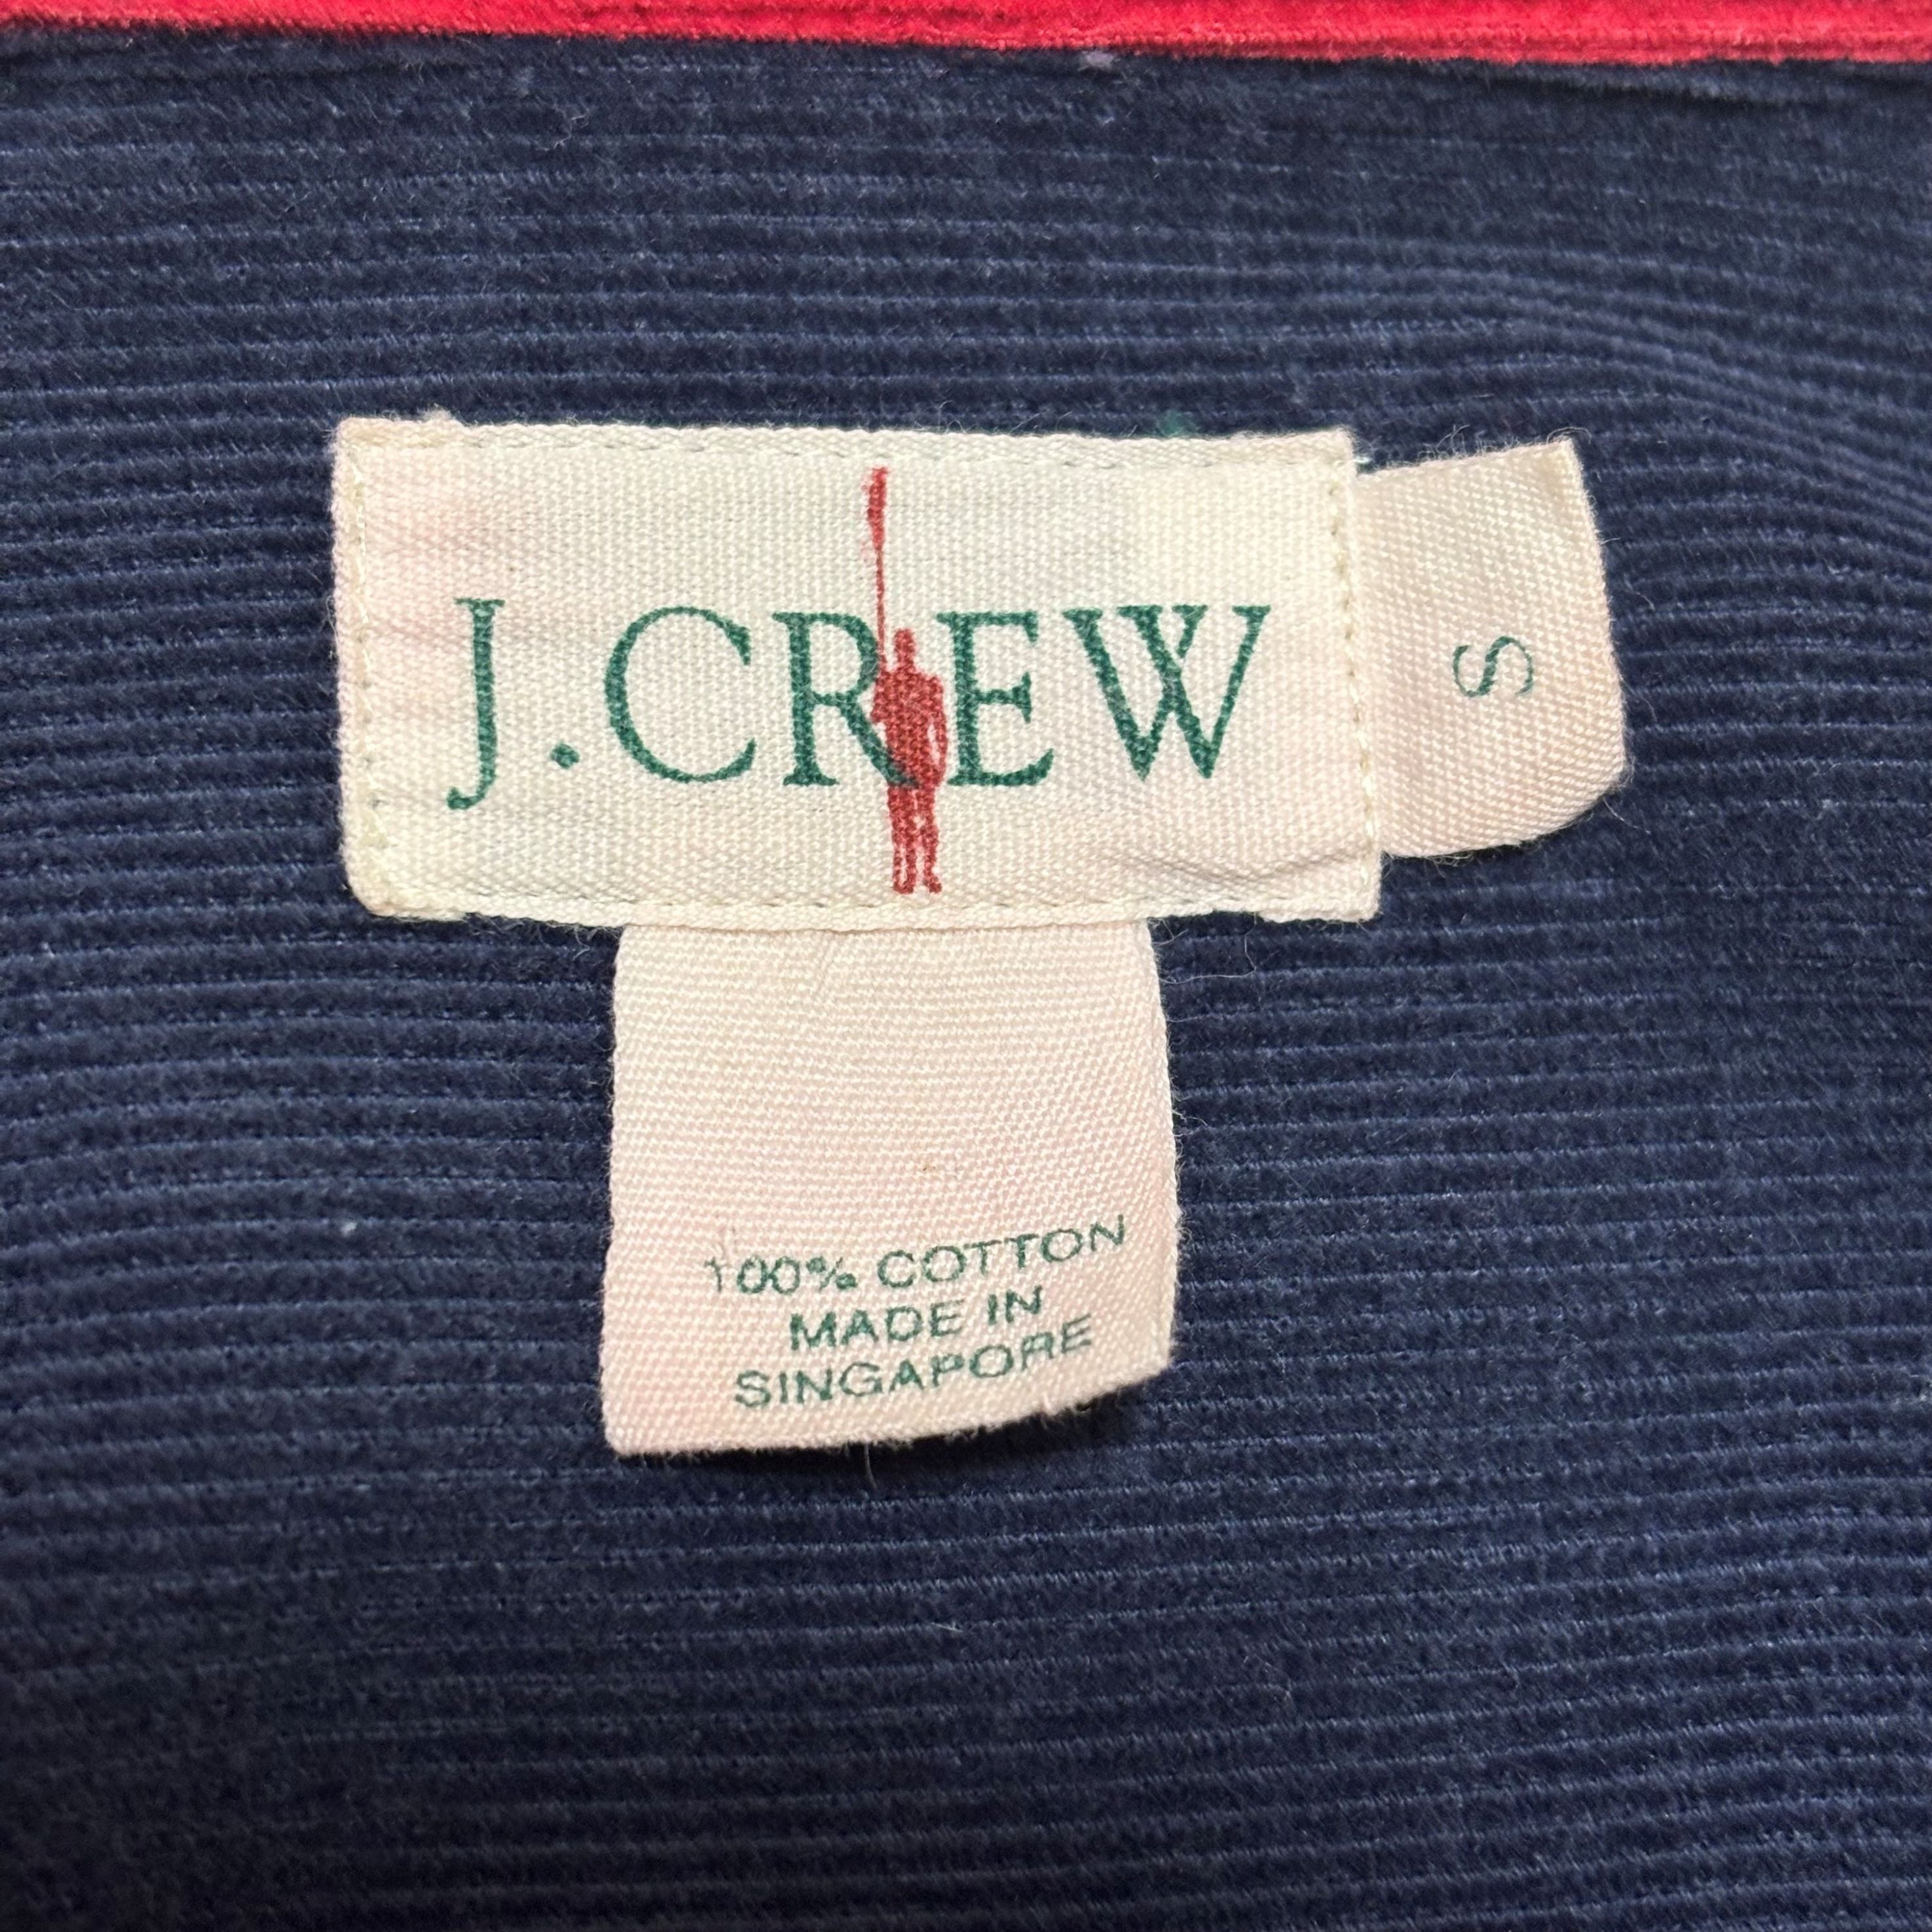 J.CREW
S
100% COTTON
MADE IN
SINGAPORE